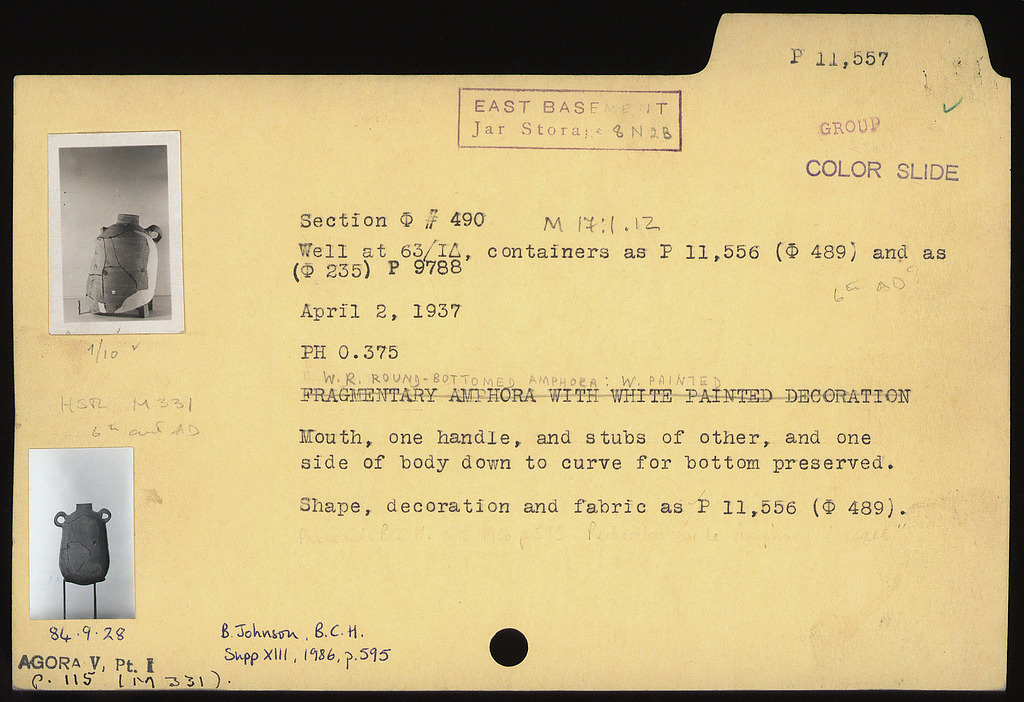 P 11,557
EAST BASEMENT
Jar Storage 8 N 2B
GROUP
COLOR SLIDE
Section Φ # 490 M 17:1.12
Well at 63/ΙΔ, containers as P 11,556 (Φ 489) and as
(Φ 235) P 9788
6th AD?
April 2, 1937
PH 0.375
1/10
W.R. ROUND-BOTTOMED AMPHORA: W. PAINTED
FRAGMENTARY AMPHORA WITH WHITE PAINTED DECORATION
HSR M 331
6th cent AD
Mouth, one handle, and stubs of other, and one
side of body down to curve for bottom preserved.
Shape, decoration and fabric as P 11,556 (Φ 489).
84.9.28
B. Johnson, B.C.H.
Supp XIII, 1986, p.595
AGORA V, Pt. I
p. 115 (M 331).